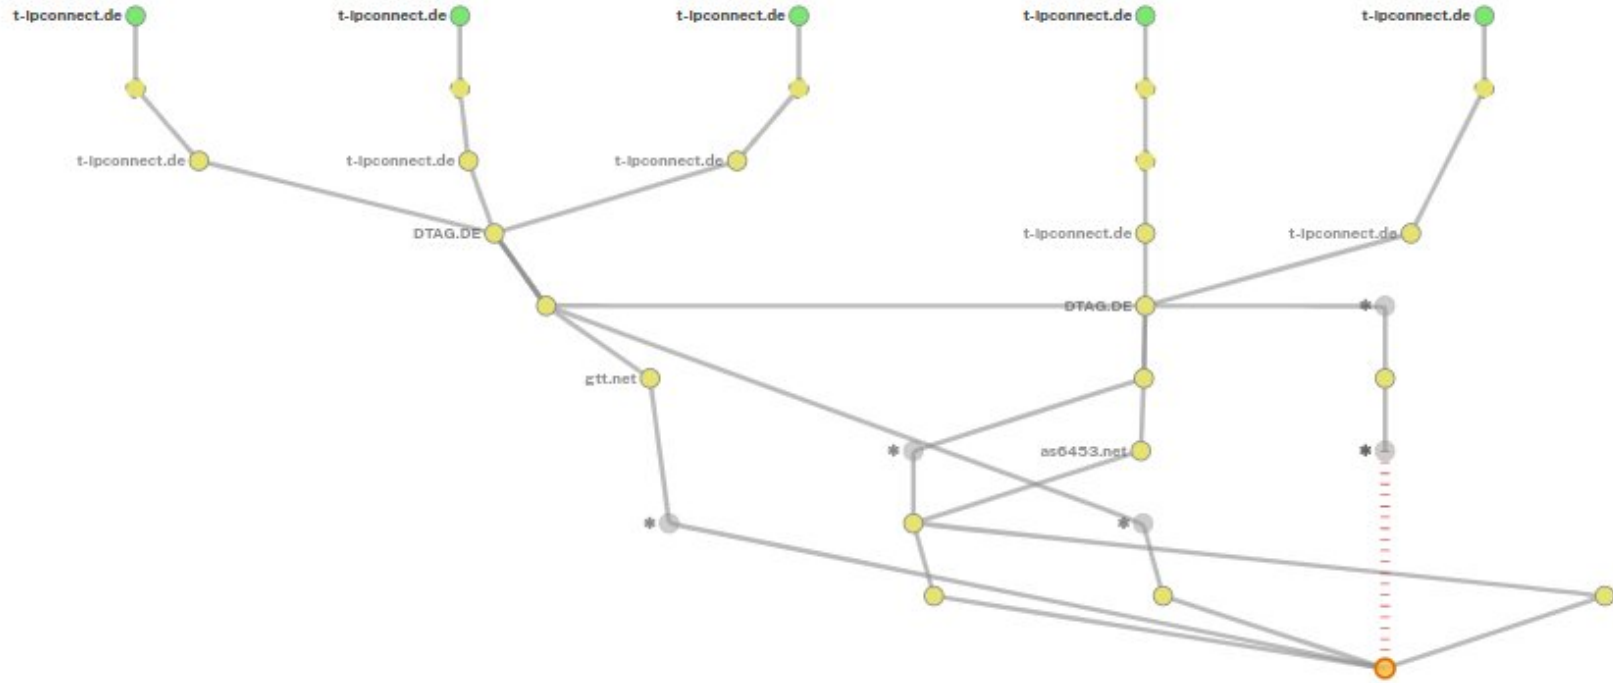 t-ipconnect.de t-ipconnect.de t-ipconnect.de t-ipconnect.de t-ipconnect.de
t-ipconnect.de t-ipconnect.de t-ipconnect.de
DTAG.DE t-ipconnect.de t-ipconnect.de
DTAG.DE *
gtt.net
* as6453.net *
* *